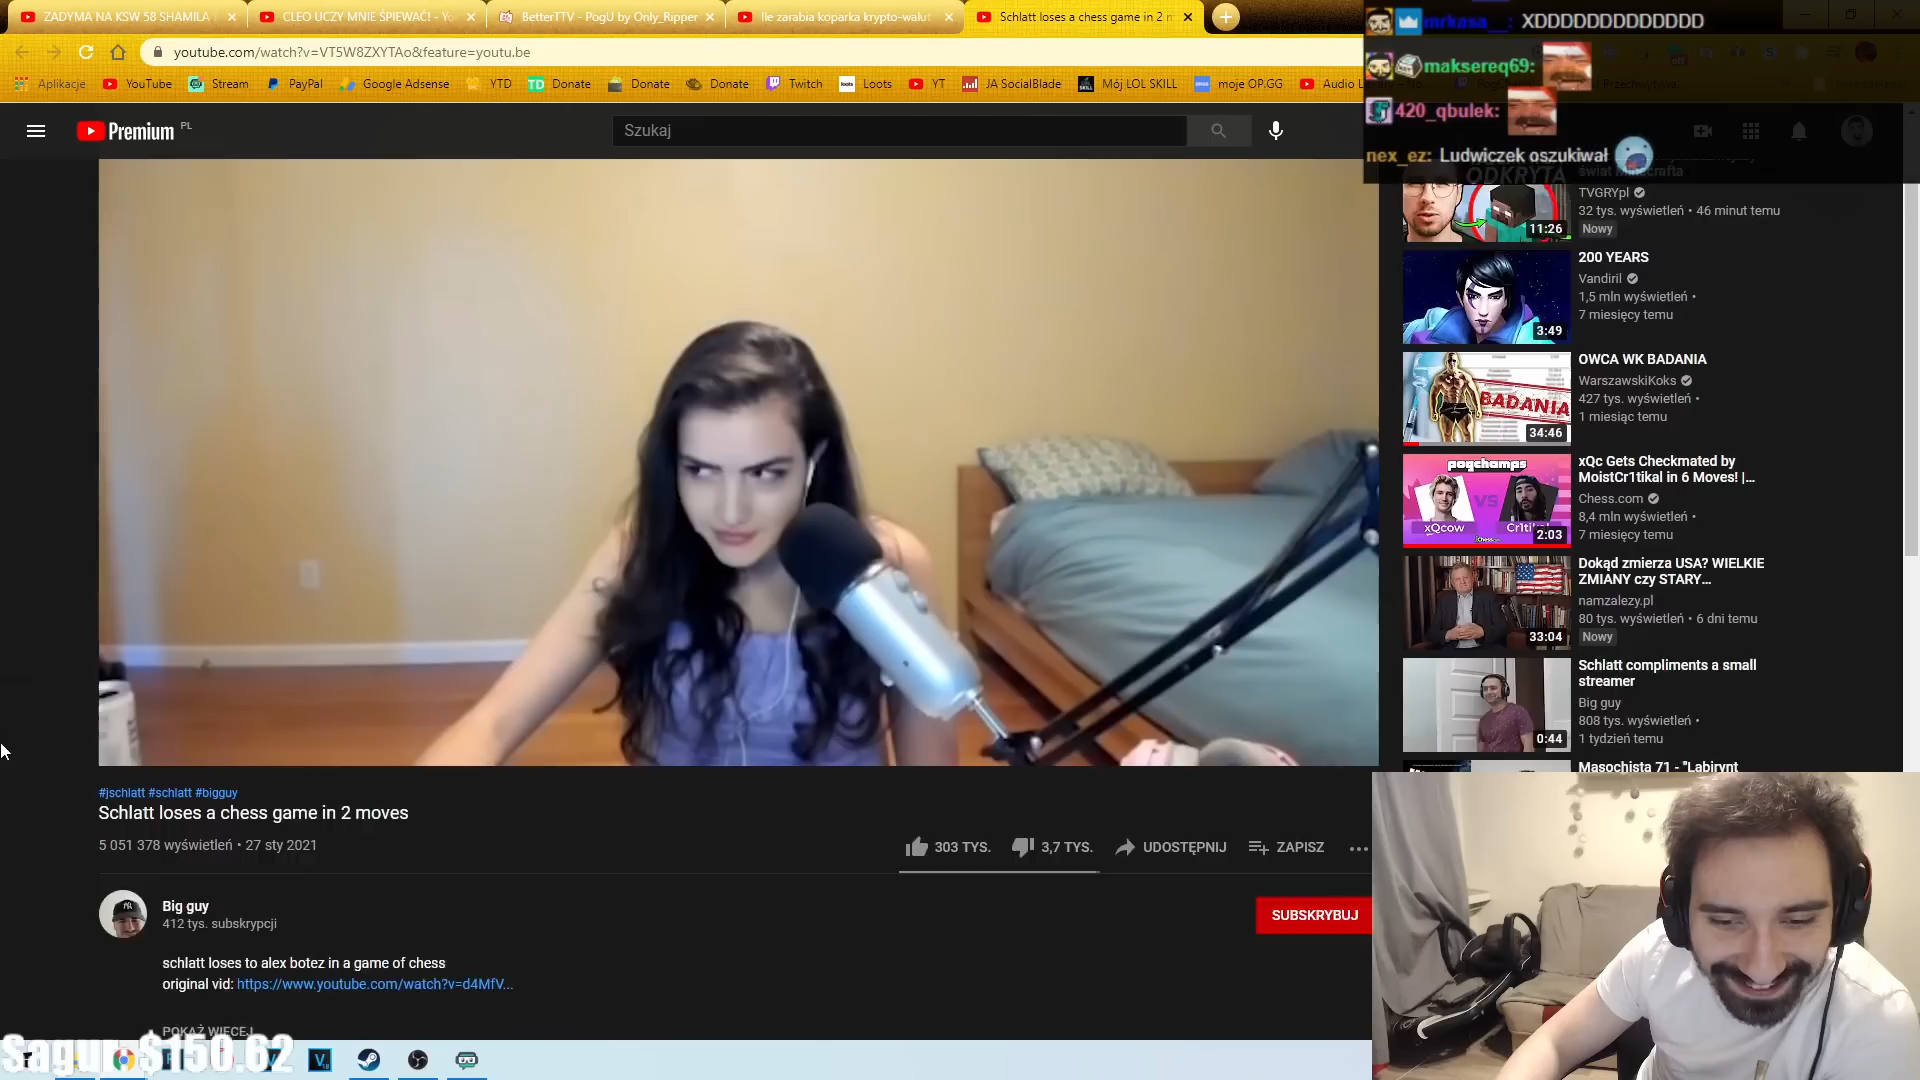 ZADYMA NA KSW 58 SHAMILA
CLEO UCZY MNIE ŚPIEWAĆ! - Yo
BetterTTV - PogU by Only_Ripper
Ile zarabia koparka krypto-walut
Schlatt loses a chess game in 2 m
youtube.com/watch?v=VT5W8ZXYTAo&feature=youtu.be
Aplikacje YouTube Stream PayPal Google Adsense YTD TD Donate Donate Donate Twitch loots Loots YT JA SocialBlade Mój LOL SKILL moje OP.GG Audio
mrkasa__: XDDDDDDDDDDDDD
maksereq69:
420_qbulek:
nex_ez: Ludwiczek oszukiwał
Premium PL
Szukaj
ODKRYTA
TVGRYpl
32 tys. wyświetleń • 46 minut temu
Nowy
11:26
200 YEARS
Vandiril
1,5 mln wyświetleń •
7 miesięcy temu
3:49
OWCA WK BADANIA
WarszawskiKoks
427 tys. wyświetleń •
1 miesiąc temu
BADANIA
34:46
xQc Gets Checkmated by
MoistCr1tikal in 6 Moves! |...
Chess.com
8,4 mln wyświetleń •
7 miesięcy temu
pogchamps
VS
xQcow
2:03
Dokąd zmierza USA? WIELKIE
ZMIANY czy STARY...
namzalezy.pl
80 tys. wyświetleń • 6 dni temu
Nowy
33:04
Schlatt compliments a small
streamer
Big guy
808 tys. wyświetleń •
1 tydzień temu
0:44
Masochista 71 - "Labirynt
#jschlatt #schlatt #bigguy
Schlatt loses a chess game in 2 moves
5 051 378 wyświetleń • 27 sty 2021
303 TYS. 3,7 TYS. UDOSTĘPNIJ ZAPISZ
Big guy
412 tys. subskrypcji
SUBSKRYBUJ
schlatt loses to alex botez in a game of chess
original vid: https://www.youtube.com/watch?v=d4MfV...
POKAŻ WIĘCEJ
$150.62